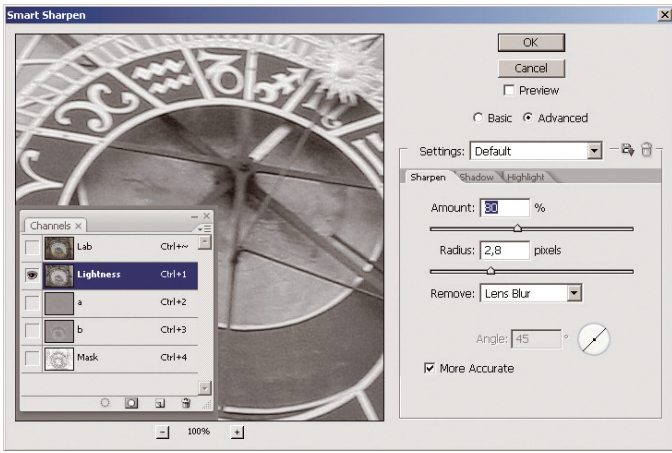 Smart Sharpen
OK
Cancel
Preview
Basic Advanced
Settings: Default
Sharpen Shadow Highlight
Amount: 80 %
Radius: 2,8 pixels
Remove: Lens Blur
Angle: 45 °
More Accurate
Channels ×
Lab Ctrl+~
Lightness Ctrl+1
a Ctrl+2
b Ctrl+3
Mask Ctrl+4
- 100% +